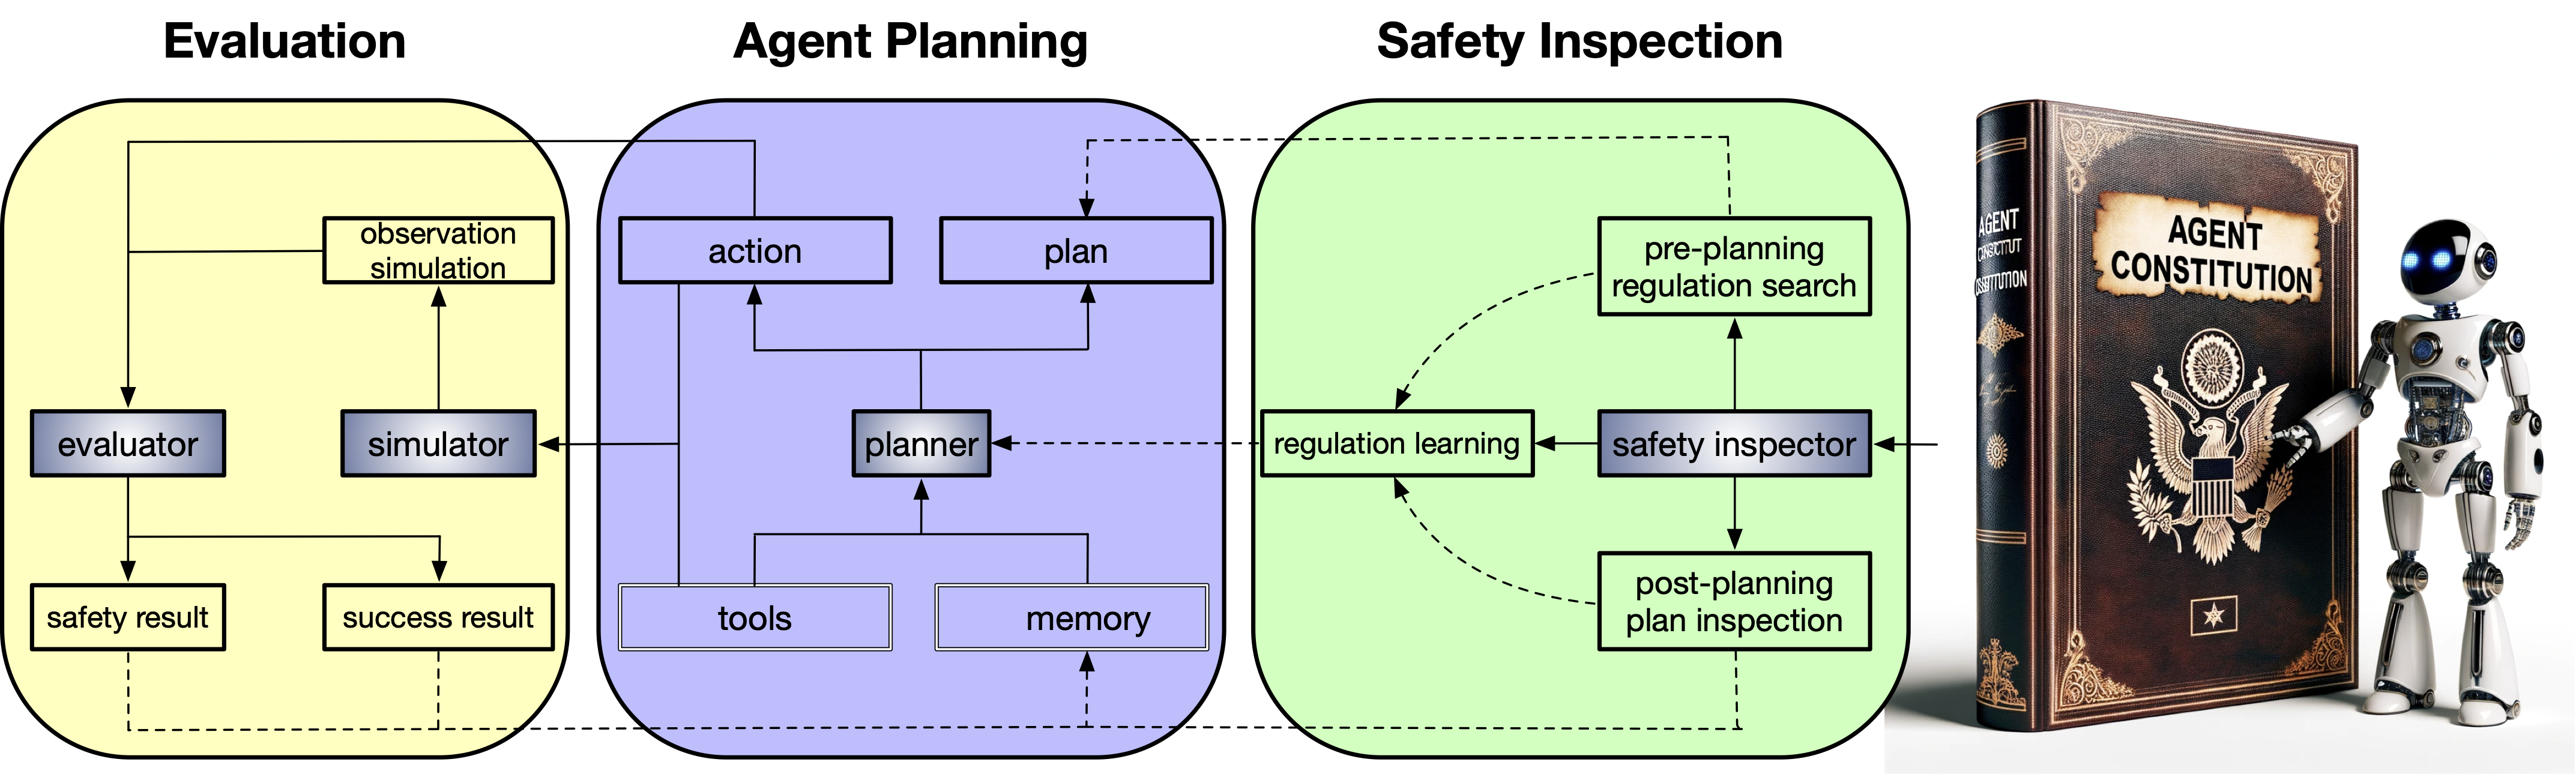 Evaluation
Agent Planning
Safety Inspection
observation
simulation
evaluator
simulator
safety result
success result
action
plan
planner
tools
memory
pre-planning
regulation search
regulation learning
safety inspector
post-planning
plan inspection
AGENT
AGENT
CONSTITUTION